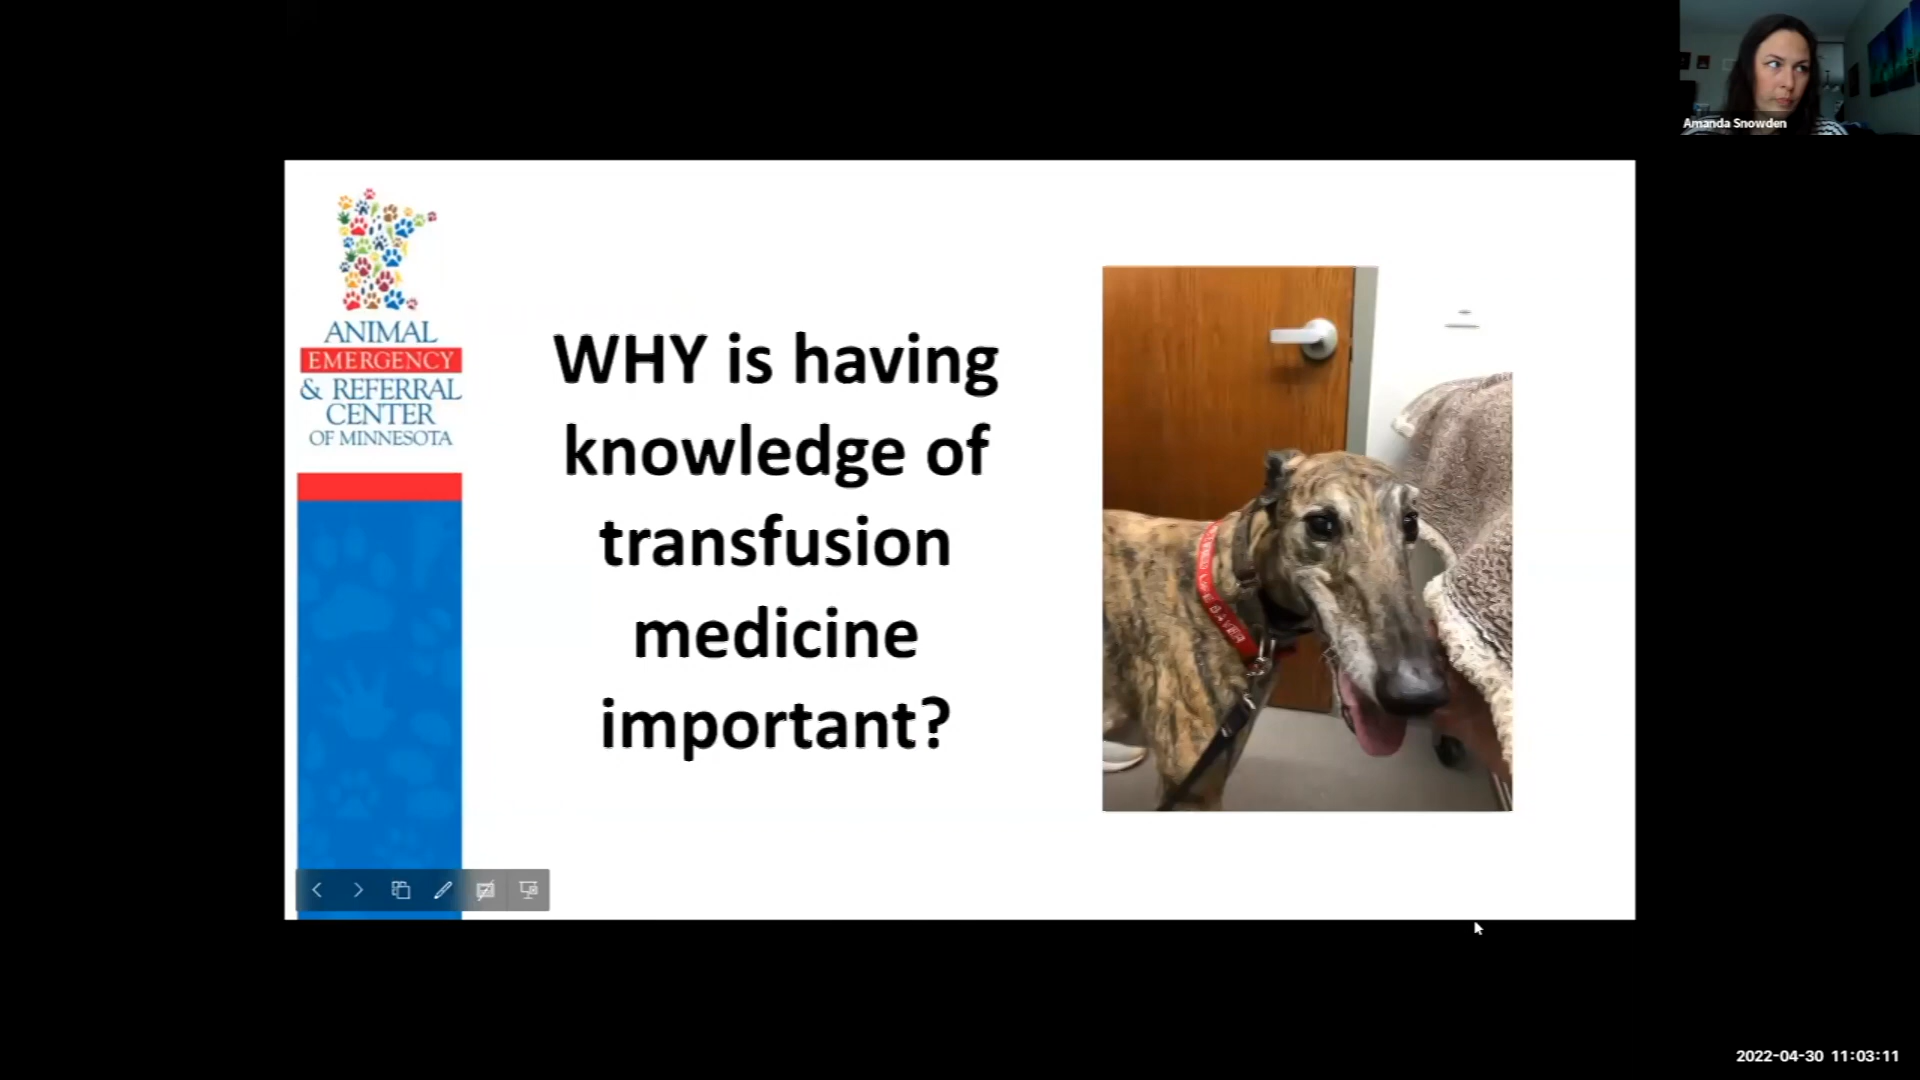 Amanda Snowden
ANIMAL
EMERGENCY
& REFERRAL
CENTER
OF MINNESOTA
WHY is having
knowledge of
transfusion
medicine
important?
2022-04-30 11:03:11